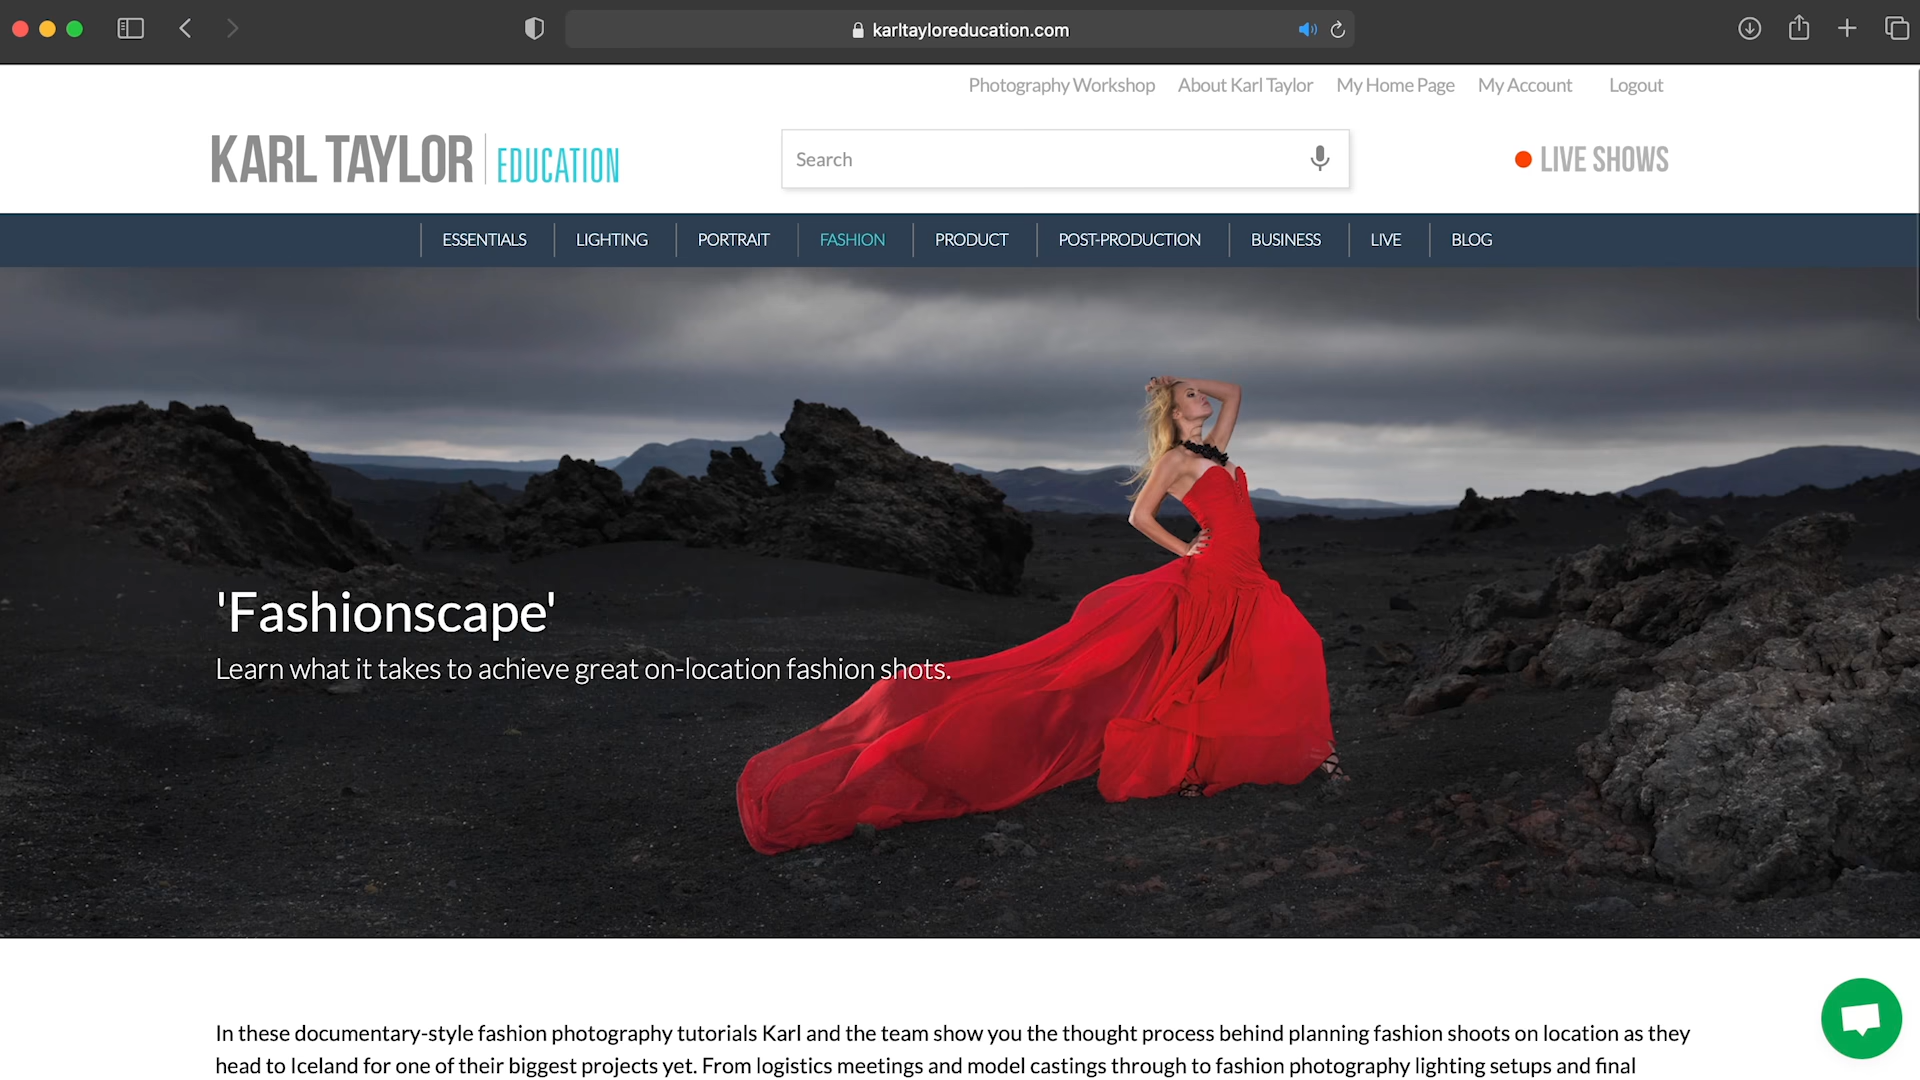 karltayloreducation.com
Photography Workshop About Karl Taylor My Home Page My Account Logout
KARL TAYLOR EDUCATION
Search
LIVE SHOWS
ESSENTIALS LIGHTING PORTRAIT FASHION PRODUCT POST-PRODUCTION BUSINESS LIVE BLOG
'Fashionscape'
Learn what it takes to achieve great on-location fashion shots.
In these documentary-style fashion photography tutorials Karl and the team show you the thought process behind planning fashion shoots on location as they
head to Iceland for one of their biggest projects yet. From logistics meetings and model castings through to fashion photography lighting setups and final